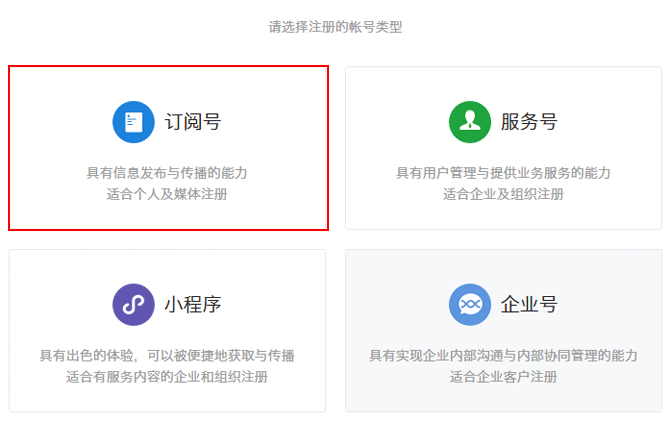 请选择注册的帐号类型
订阅号
具有信息发布与传播的能力
适合个人及媒体注册
服务号
具有用户管理与提供业务服务的能力
适合企业及组织注册
小程序
具有出色的体验，可以被便捷地获取与传播
适合有服务内容的企业和组织注册
企业号
具有实现企业内部沟通与内部协同管理的能力
适合企业客户注册